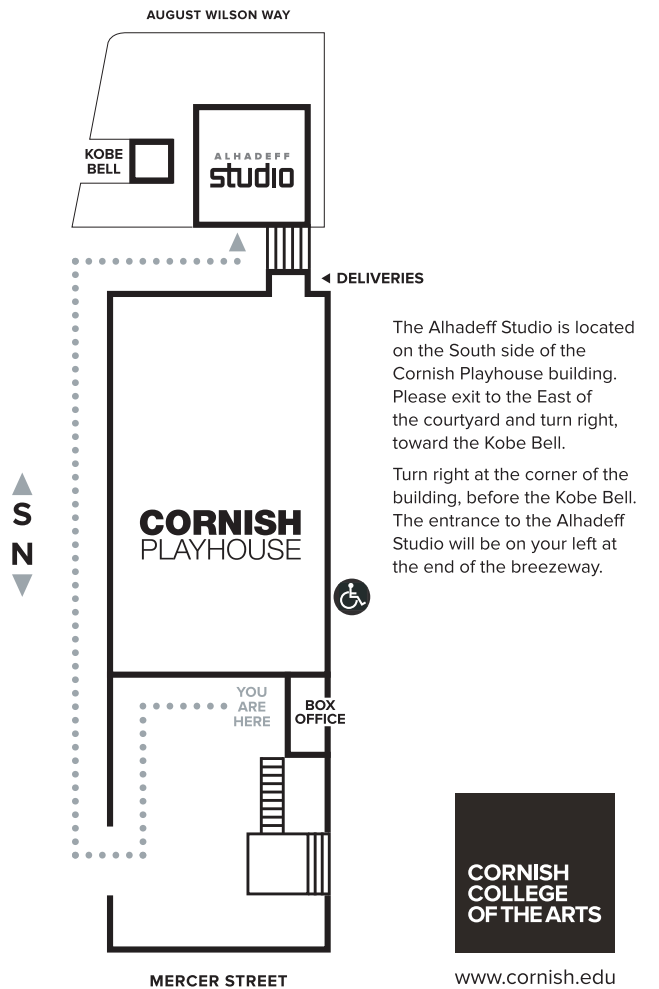 AUGUST WILSON WAY
KOBE
BELL
ALHADEFF
studio
DELIVERIES
The Alhadeff Studio is located
on the South side of the
Cornish Playhouse building.
Please exit to the East of
the courtyard and turn right,
toward the Kobe Bell.
Turn right at the corner of the
building, before the Kobe Bell.
The entrance to the Alhadeff
Studio will be on your left at
the end of the breezeway.
S
N
CORNISH
PLAYHOUSE
YOU
ARE
HERE
BOX
OFFICE
CORNISH
COLLEGE
OF THE ARTS
MERCER STREET
www.cornish.edu